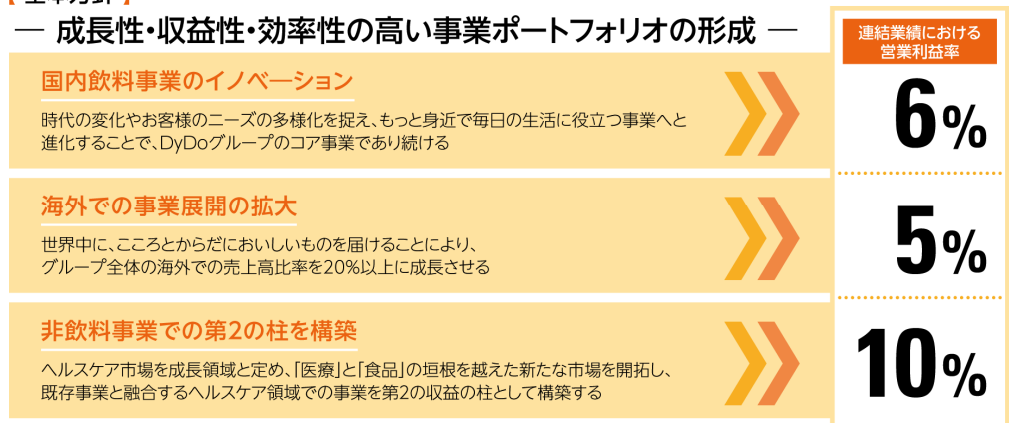 ― 成長性・収益性・効率性の高い事業ポートフォリオの形成 ―
連結業績における
営業利益率
国内飲料事業のイノベーション
時代の変化やお客様のニーズの多様化を捉え、もっと身近で毎日の生活に役立つ事業へと
進化することで、DyDoグループのコア事業であり続ける
6%
海外での事業展開の拡大
世界中に、こころとからだにおいしいものを届けることにより、
グループ全体の海外での売上高比率を20%以上に成長させる
5%
非飲料事業での第2の柱を構築
ヘルスケア市場を成長領域と定め、「医療」と「食品」の垣根を越えた新たな市場を開拓し、
既存事業と融合するヘルスケア領域での事業を第2の収益の柱として構築する
10%